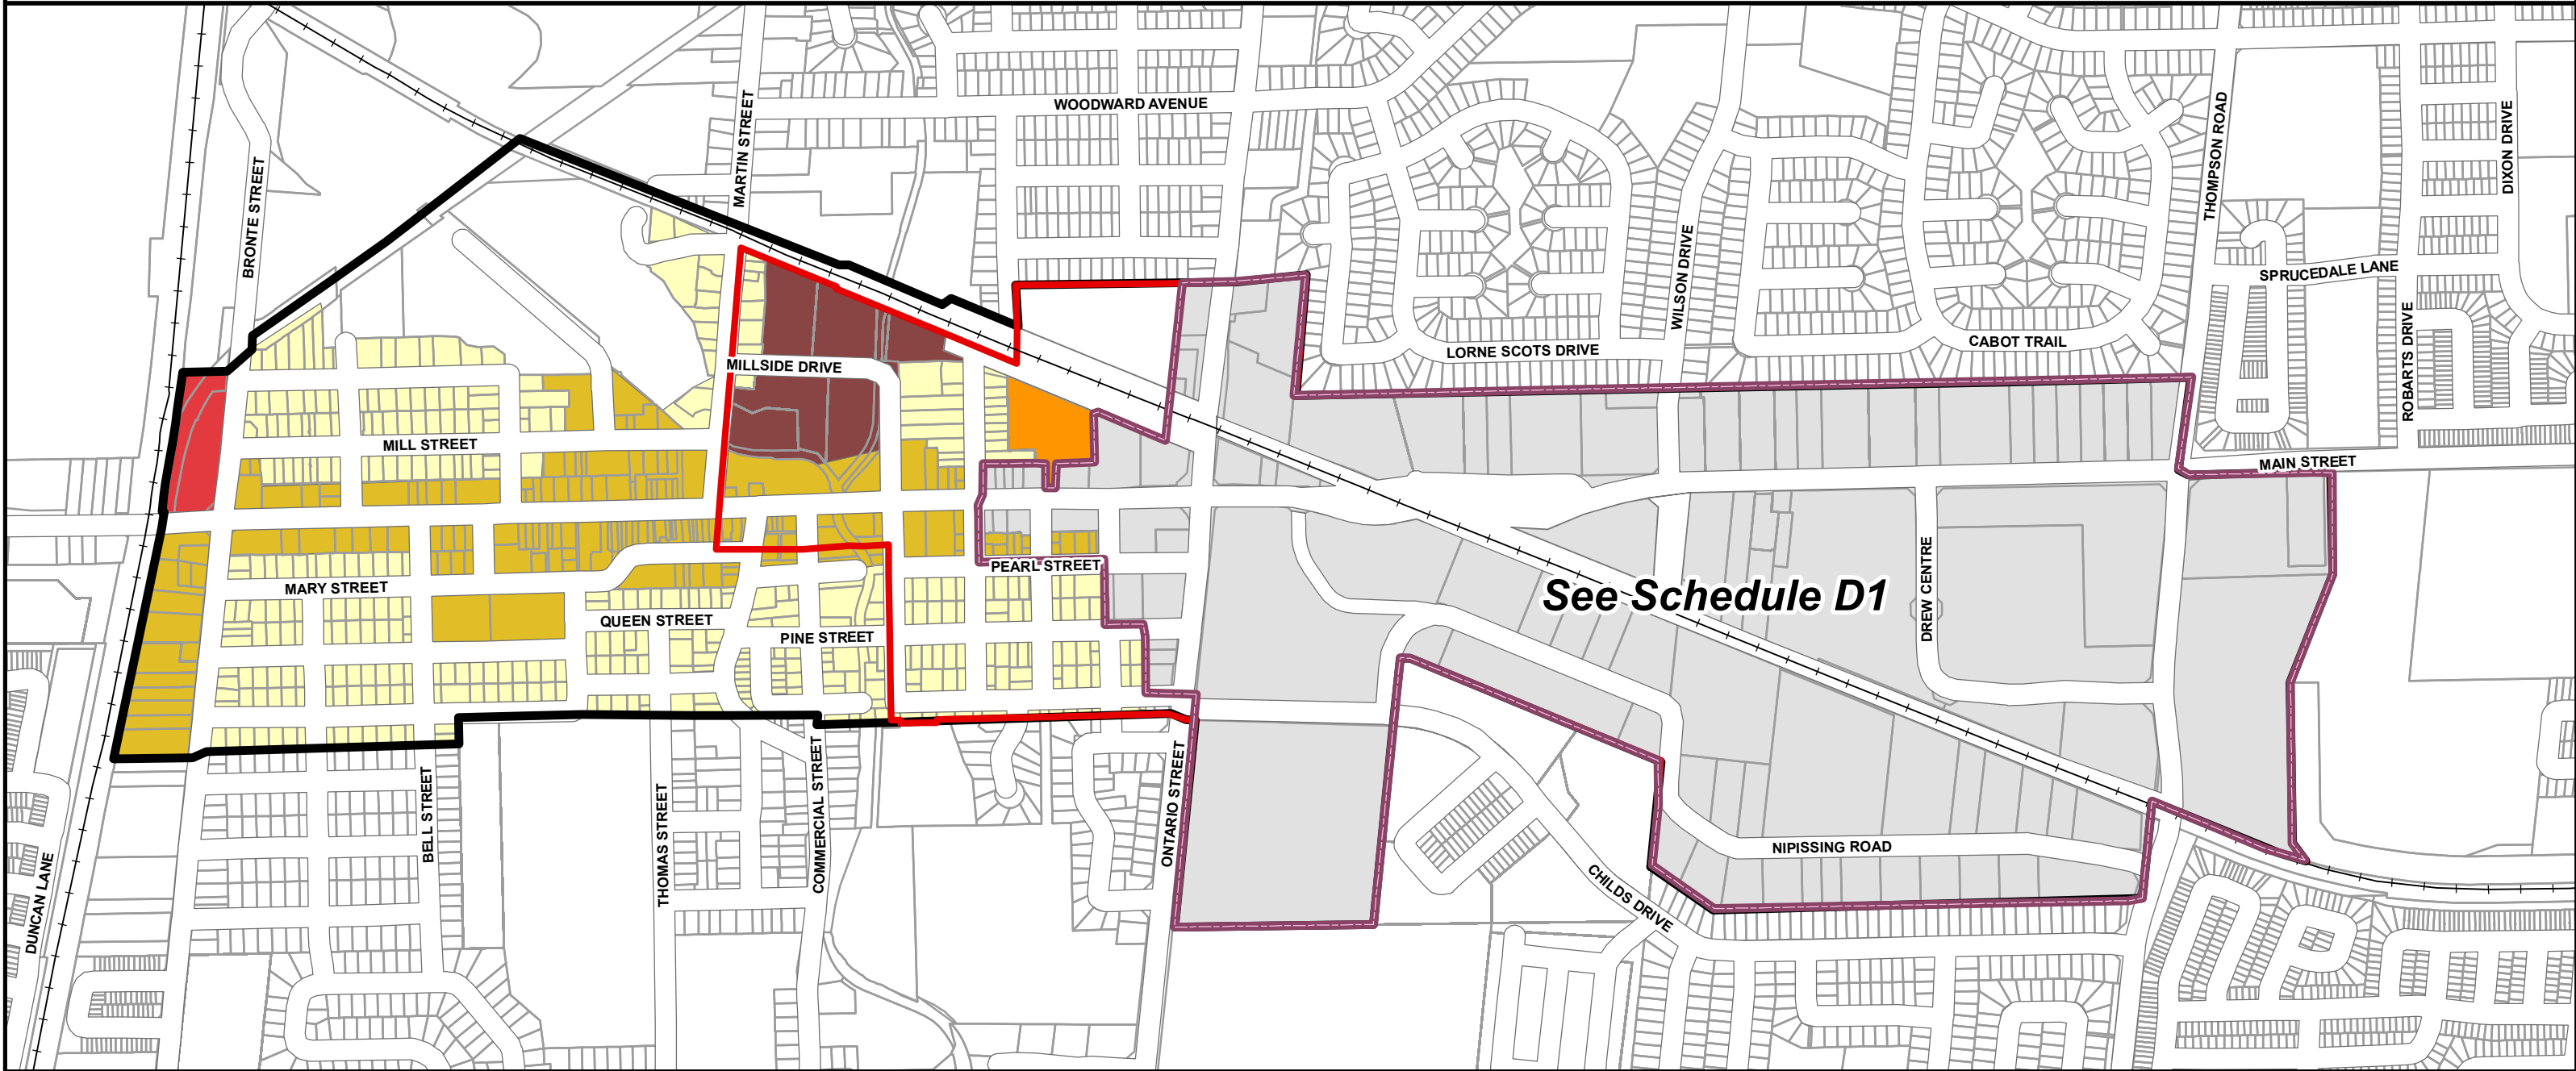 WOODWARD AVENUE
MARTIN STREET
BRONTE STREET
THOMPSON ROAD
DIXON DRIVE
WILSON DRIVE
SPRUCEDALE LANE
ROBARTS DRIVE
CABOT TRAIL
LORNE SCOTS DRIVE
MILLSIDE DRIVE
MILL STREET
MAIN STREET
PEARL STREET
MARY STREET
See Schedule D1
DREW CENTRE
QUEEN STREET
PINE STREET
ONTARIO STREET
BELL STREET
THOMAS STREET
COMMERCIAL STREET
NIPISSING ROAD
CHILDS DRIVE
DUNCAN LANE